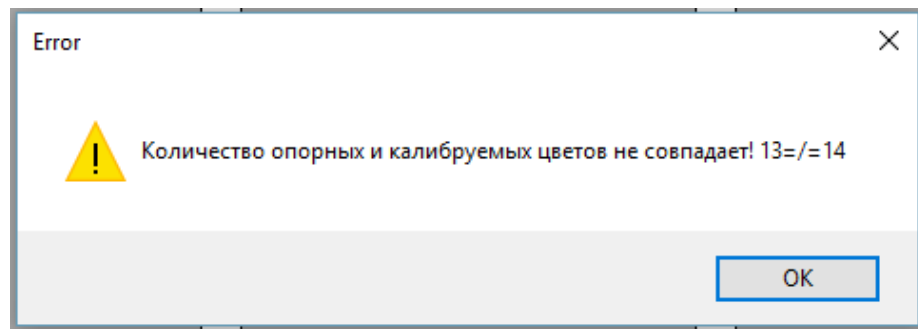 Error
Количество опорных и калибруемых цветов не совпадает! 13=/=14
OK